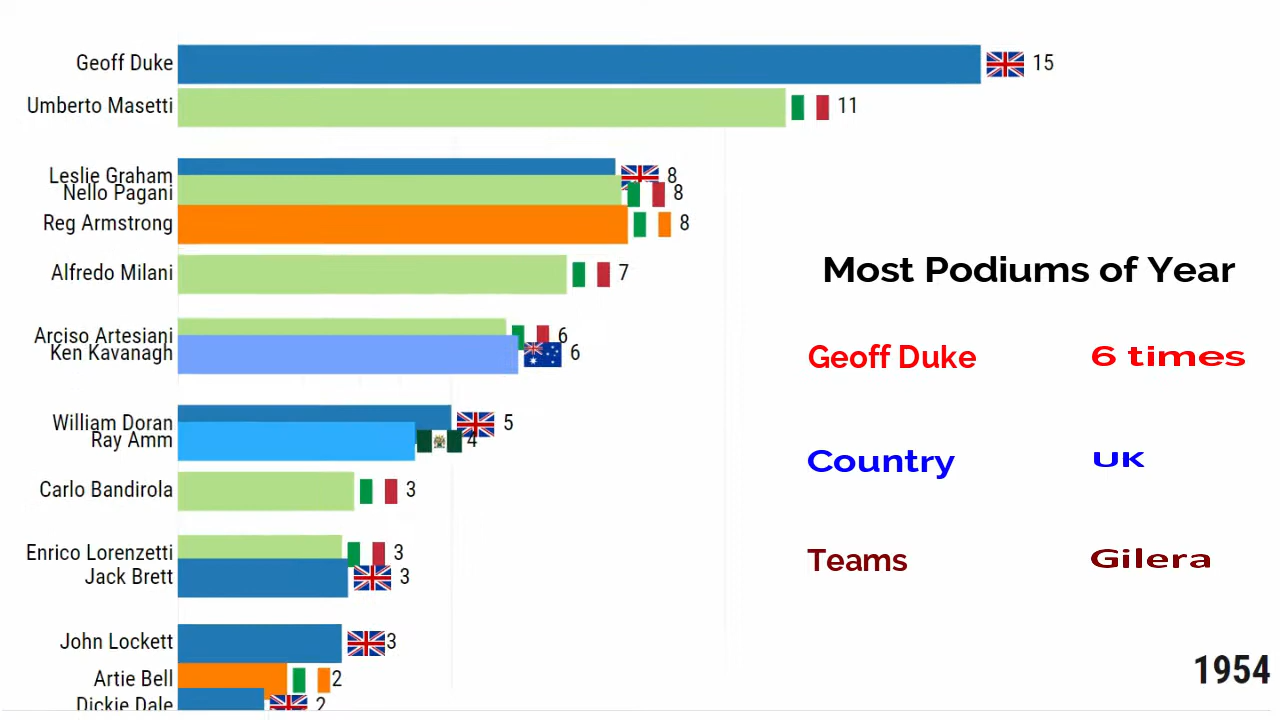 Geoff Duke 15
Umberto Masetti 11
Leslie Graham 8
Nello Pagani 8
Reg Armstrong 8
Alfredo Milani 7
Arciso Artesiani 6
Ken Kavanagh 6
William Doran 5
Ray Amm 4
Carlo Bandirola 3
Enrico Lorenzetti 3
Jack Brett 3
John Lockett 3
Artie Bell 2
Dickie Dale 2
Most Podiums of Year
Geoff Duke 6 times
Country UK
Teams Gilera
1954